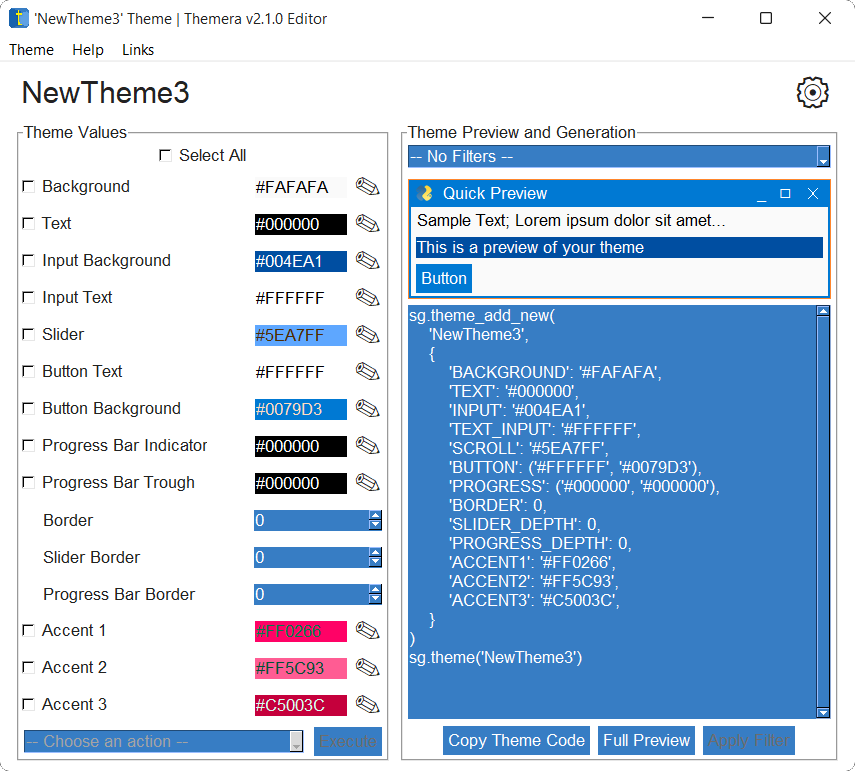 'NewTheme3' Theme | Themera v2.1.0 Editor
Theme Help Links
NewTheme3
Theme Values
Select All
Background #FAFAFA
Text #000000
Input Background #004EA1
Input Text #FFFFFF
Slider #5EA7FF
Button Text #FFFFFF
Button Background #0079D3
Progress Bar Indicator #000000
Progress Bar Trough #000000
Border 0
Slider Border 0
Progress Bar Border 0
Accent 1 #FF0266
Accent 2 #FF5C93
Accent 3 #C5003C
-- Choose an action -- Execute
Theme Preview and Generation
-- No Filters --
Quick Preview
Sample Text; Lorem ipsum dolor sit amet...
This is a preview of your theme
Button
sg.theme_add_new(
'NewTheme3',
{
'BACKGROUND': '#FAFAFA',
'TEXT': '#000000',
'INPUT': '#004EA1',
'TEXT_INPUT': '#FFFFFF',
'SCROLL': '#5EA7FF',
'BUTTON': ('#FFFFFF', '#0079D3'),
'PROGRESS': ('#000000', '#000000'),
'BORDER': 0,
'SLIDER_DEPTH': 0,
'PROGRESS_DEPTH': 0,
'ACCENT1': '#FF0266',
'ACCENT2': '#FF5C93',
'ACCENT3': '#C5003C',
}
)
sg.theme('NewTheme3')
Copy Theme Code Full Preview Apply Filter